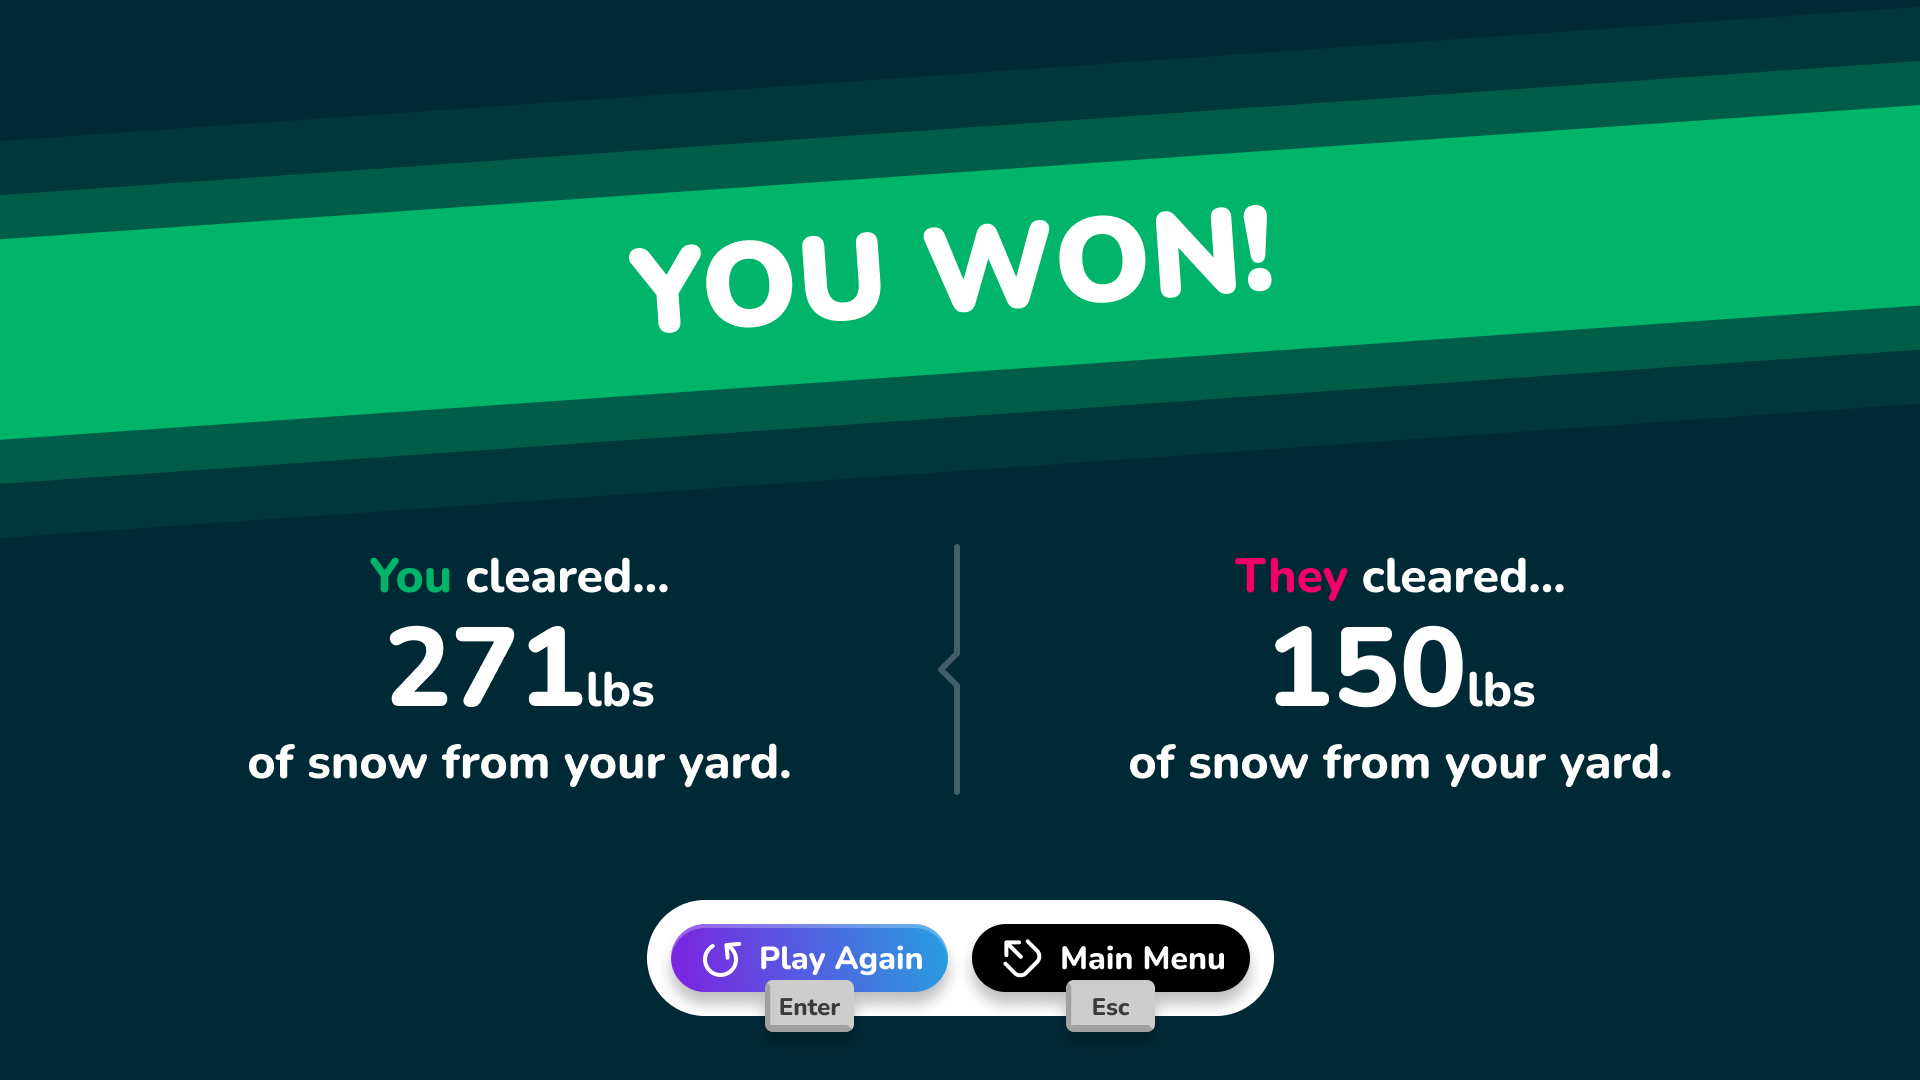 YOU WON!
You cleared...
271lbs
of snow from your yard.
They cleared...
150lbs
of snow from your yard.
Play Again
Enter
Main Menu
Esc